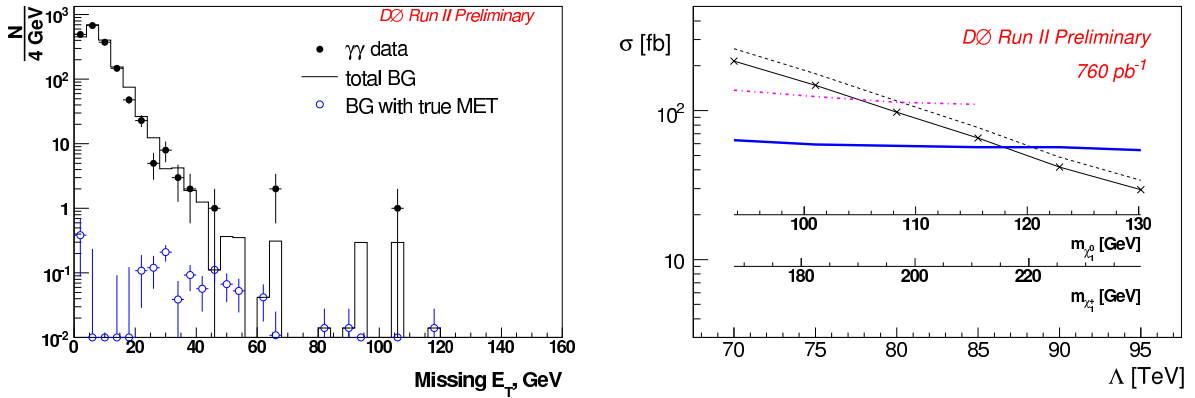 N
4 GeV
DØ Run II Preliminary
γγ data
total BG
BG with true MET
10³
10²
10
1
10⁻¹
10⁻²
0 20 40 60 80 100 120 140 160
Missing E_T, GeV
σ [fb]
DØ Run II Preliminary
760 pb⁻¹
10²
10
100 110 120 130
m_χ̃₁⁰ [GeV]
180 200 220
m_χ̃₁⁺ [GeV]
70 75 80 85 90 95
Λ [TeV]